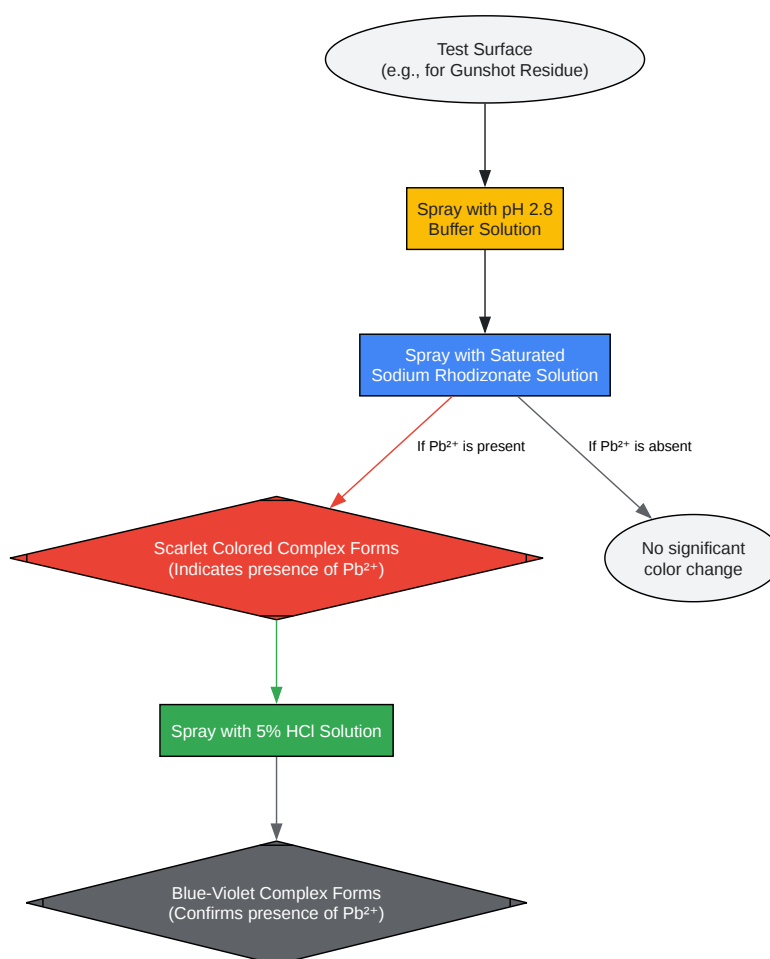 Test Surface
(e.g., for Gunshot Residue)
Spray with pH 2.8
Buffer Solution
Spray with Saturated
Sodium Rhodizonate Solution
If Pb²⁺ is present
If Pb²⁺ is absent
Scarlet Colored Complex Forms
(Indicates presence of Pb²⁺)
No significant
color change
Spray with 5% HCl Solution
Blue-Violet Complex Forms
(Confirms presence of Pb²⁺)